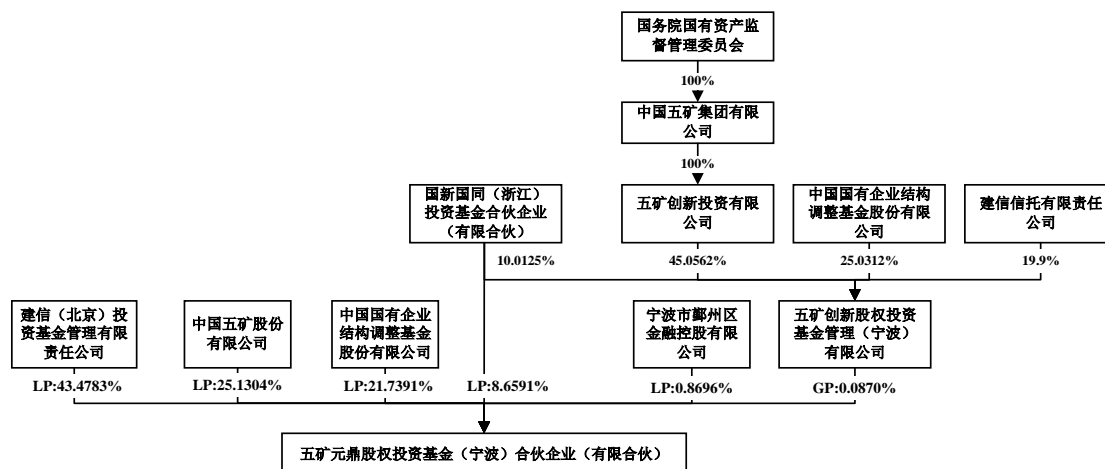 国务院国有资产监
督管理委员会
100%
中国五矿集团有限
公司
100%
国新国同（浙江）
投资基金合伙企业
（有限合伙）
五矿创新投资有限
公司
中国国有企业结构
调整基金股份有限
公司
建信信托有限责任
公司
10.0125%
45.0562%
25.0312%
19.9%
建信（北京）投
资基金管理有限
责任公司
中国五矿股份
有限公司
中国国有企业
结构调整基金
股份有限公司
宁波市鄞州区
金融控股有限
公司
五矿创新股权投资
基金管理（宁波）
有限公司
LP:43.4783%
LP:25.1304%
LP:21.7391%
LP:8.6591%
LP:0.8696%
GP:0.0870%
五矿元鼎股权投资基金（宁波）合伙企业（有限合伙）